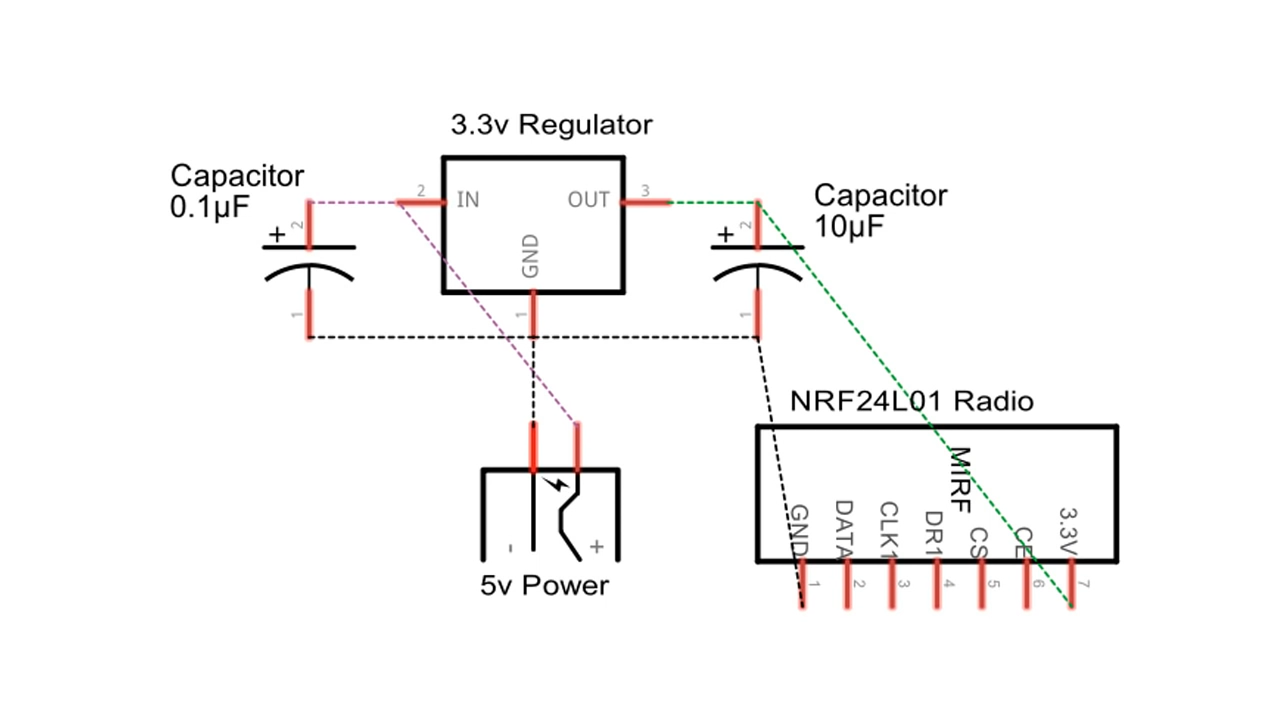 3.3v Regulator
Capacitor
0.1µF
Capacitor
10µF
2
IN
OUT
3
GND
1
+
2
1
+
2
1
NRF24L01 Radio
MIRF
GND
DATA
CLK1
DR1
CS
CE
3.3V
1
2
3
4
5
6
7
-
+
5v Power